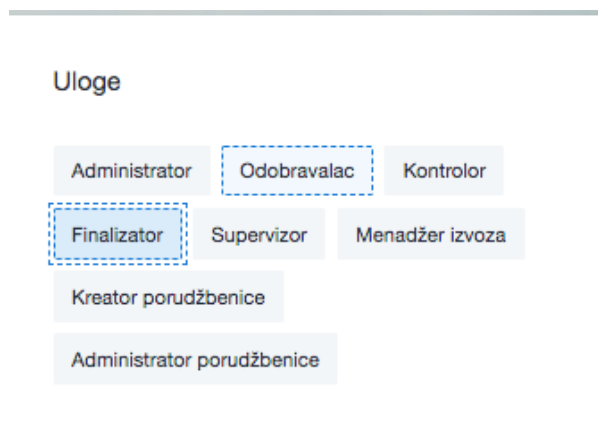 Uloge
Administrator Odobravalac Kontrolor
Finalizator Supervizor Menadžer izvoza
Kreator porudžbenice
Administrator porudžbenice